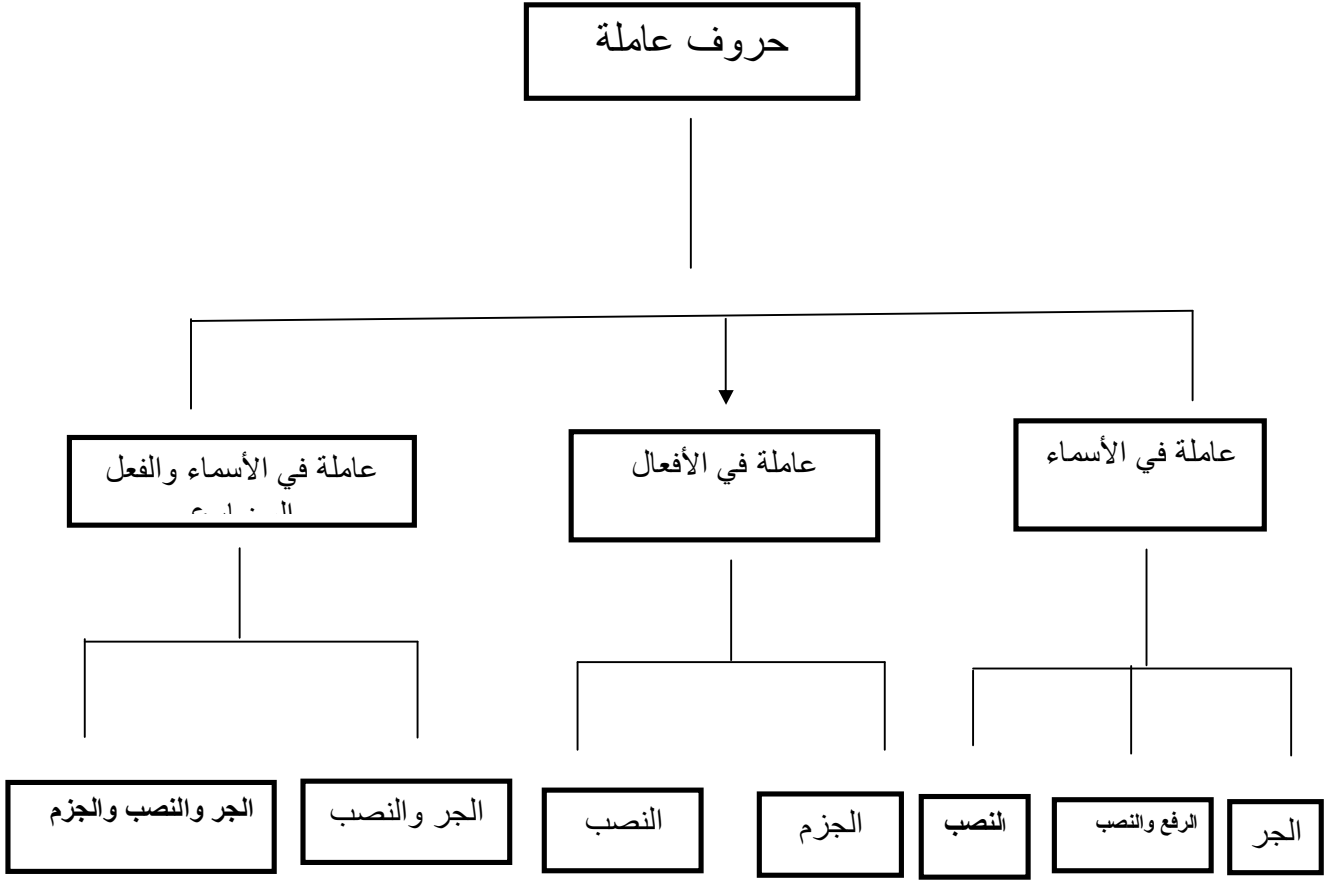 حروف عاملة
عاملة في الأسماء
عاملة في الأفعال
عاملة في الأسماء والفعل
الجر
الرفع والنصب
النصب
الجزم
النصب
الجر والنصب
الجر والنصب والجزم